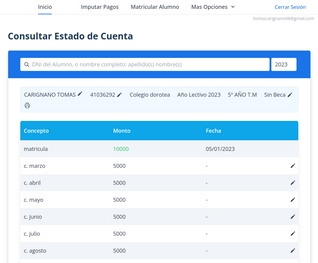 Inicio Imputar Pagos Matricular Alumno Mas Opciones Cerrar Sesión
tomascarignano08@gmail.com
Consultar Estado de Cuenta
DNI del Alumno, o nombre completo: apellido(s) nombre(s) 2023
CARIGNANO TOMAS 41036292 Colegio dorotea Año Lectivo 2023 5º AÑO T.M Sin Beca
Concepto Monto Fecha
matricula 10000 05/01/2023
c. marzo 5000 -
c. abril 5000 -
c. mayo 5000 -
c. junio 5000 -
c. julio 5000 -
c. agosto 5000 -